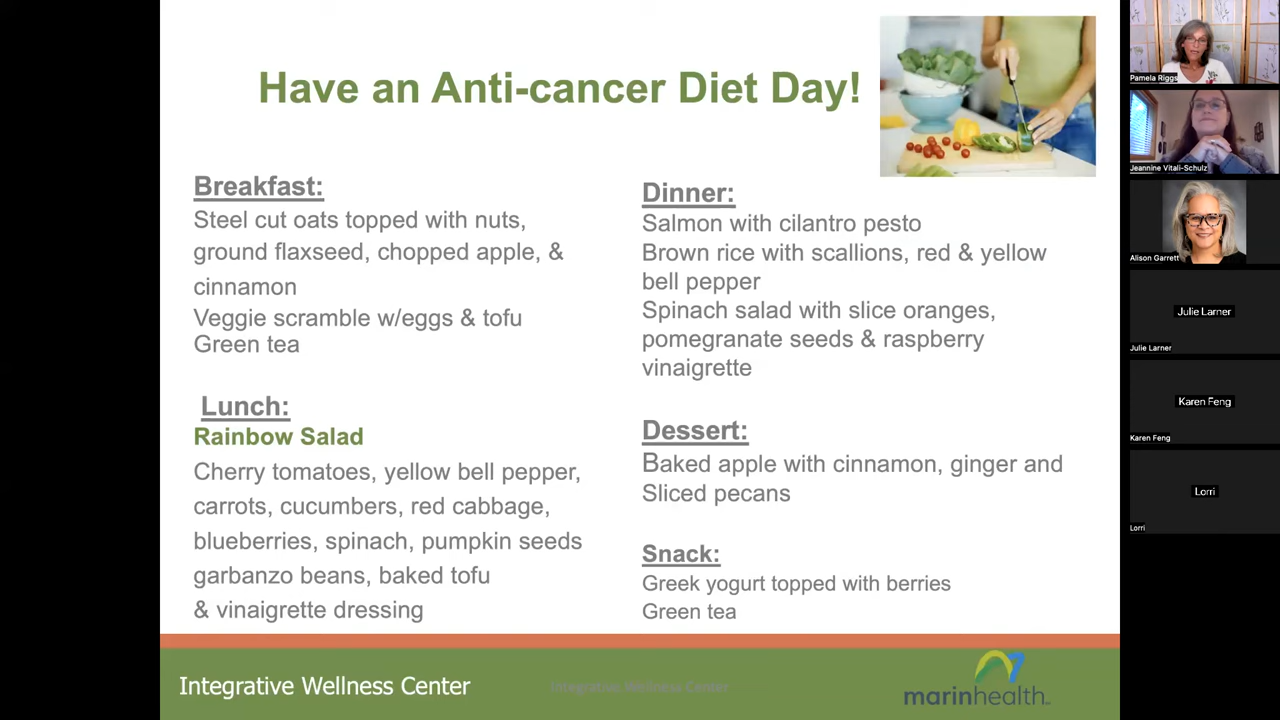 Have an Anti-cancer Diet Day!
Breakfast:
Steel cut oats topped with nuts,
ground flaxseed, chopped apple, &
cinnamon
Veggie scramble w/eggs & tofu
Green tea
Lunch:
Rainbow Salad
Cherry tomatoes, yellow bell pepper,
carrots, cucumbers, red cabbage,
blueberries, spinach, pumpkin seeds
garbanzo beans, baked tofu
& vinaigrette dressing
Dinner:
Salmon with cilantro pesto
Brown rice with scallions, red & yellow
bell pepper
Spinach salad with slice oranges,
pomegranate seeds & raspberry
vinaigrette
Dessert:
Baked apple with cinnamon, ginger and
Sliced pecans
Snack:
Greek yogurt topped with berries
Green tea
Integrative Wellness Center
Integrative Wellness Center
marinhealth
Pamela Riggs
Jeannine Vitali-Schulz
Alison Garrett
Julie Larner
Julie Larner
Karen Feng
Karen Feng
Lorri
Lorri